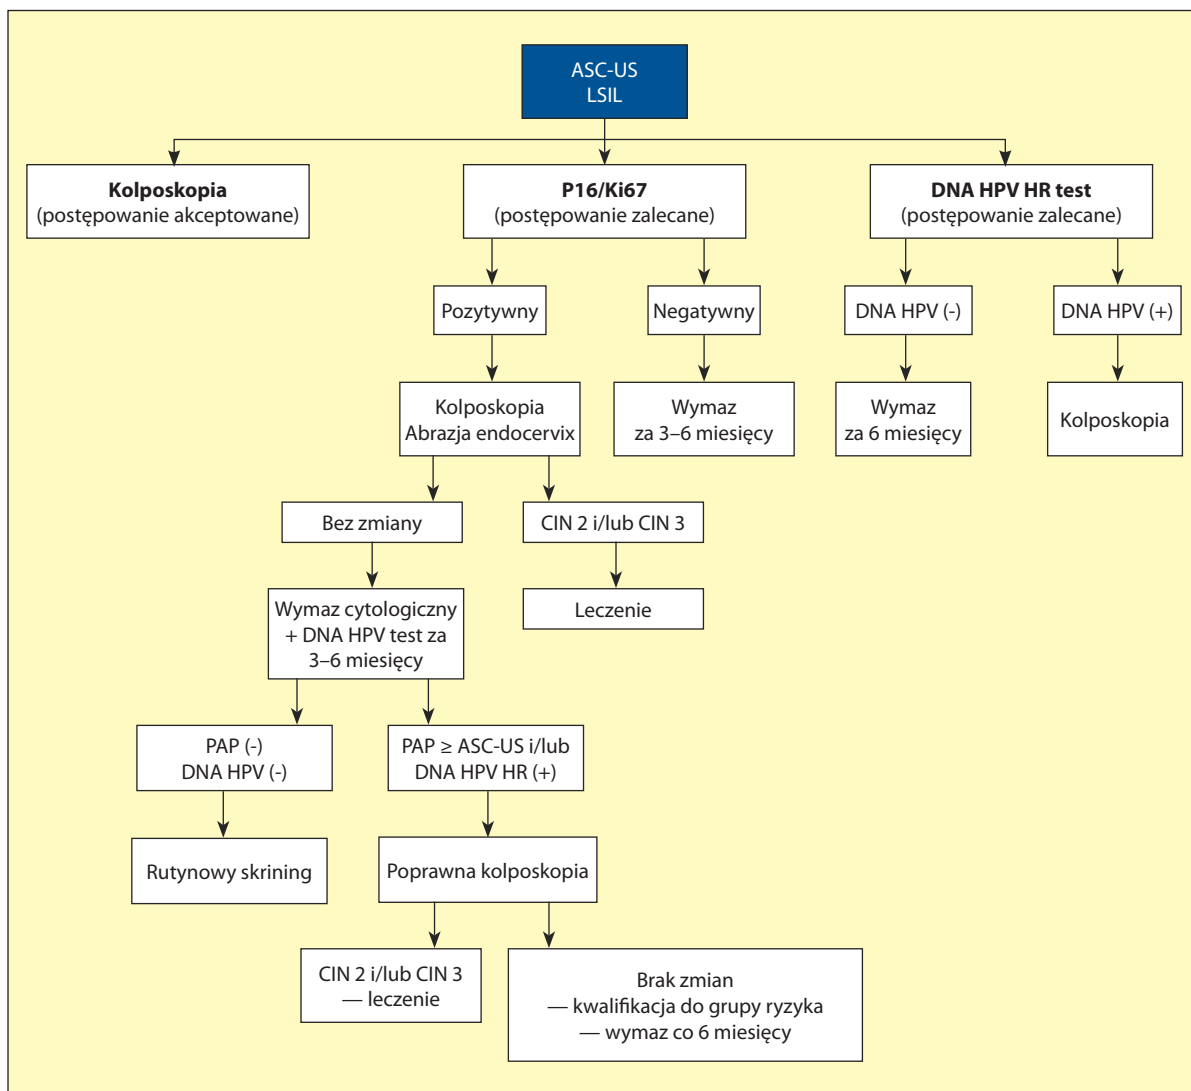 ASC-US
LSIL
Kolposkopia
(postępowanie akceptowane)
P16/Ki67
(postępowanie zalecane)
DNA HPV HR test
(postępowanie zalecane)
Pozytywny
Negatywny
DNA HPV (-)
DNA HPV (+)
Kolposkopia
Abrazja endocervix
Wymaz
za 3–6 miesięcy
Wymaz
za 6 miesięcy
Kolposkopia
Bez zmiany
CIN 2 i/lub CIN 3
Wymaz cytologiczny
+ DNA HPV test za
3–6 miesięcy
Leczenie
PAP (-)
DNA HPV (-)
PAP ≥ ASC-US i/lub
DNA HPV HR (+)
Rutynowy skrining
Poprawna kolposkopia
CIN 2 i/lub CIN 3
— leczenie
Brak zmian
— kwalifikacja do grupy ryzyka
— wymaz co 6 miesięcy